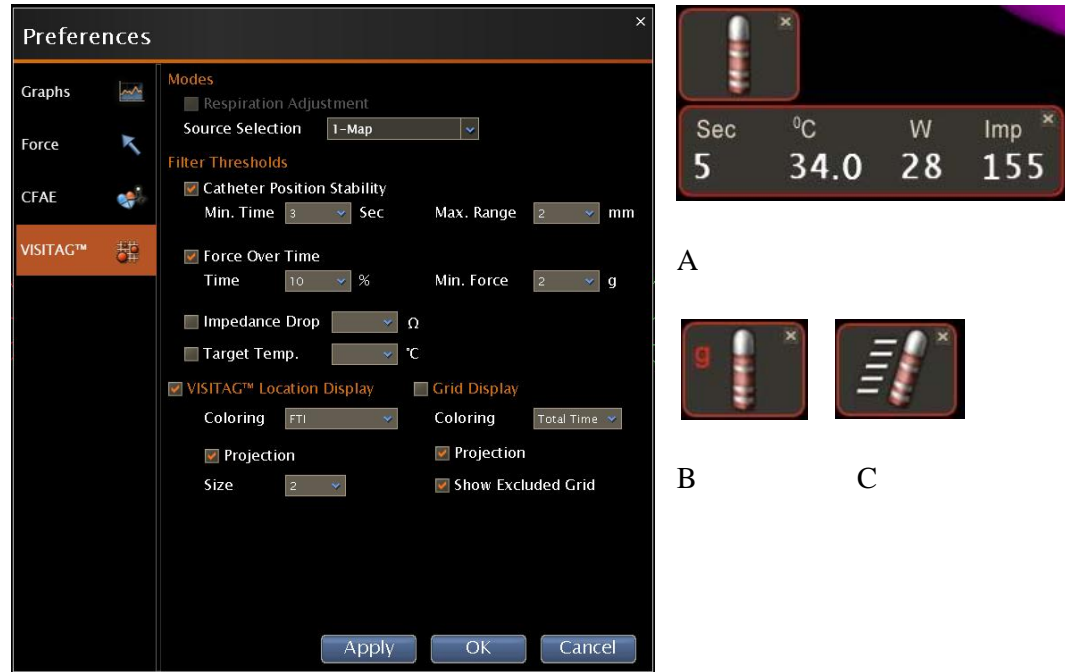 Preferences ×
Graphs
Force
CFAE
VISITAG™
Modes
Respiration Adjustment
Source Selection 1-Map
Filter Thresholds
Catheter Position Stability
Min. Time 3 Sec Max. Range 2 mm
Force Over Time
Time 10 % Min. Force 2 g
Impedance Drop Ω
Target Temp. °C
VISITAG™ Location Display Grid Display
Coloring FTI Coloring Total Time
Projection Projection
Size 2 Show Excluded Grid
Apply OK Cancel
×
Sec ⁰C W Imp ×
5 34.0 28 155
A
g × ×
B C